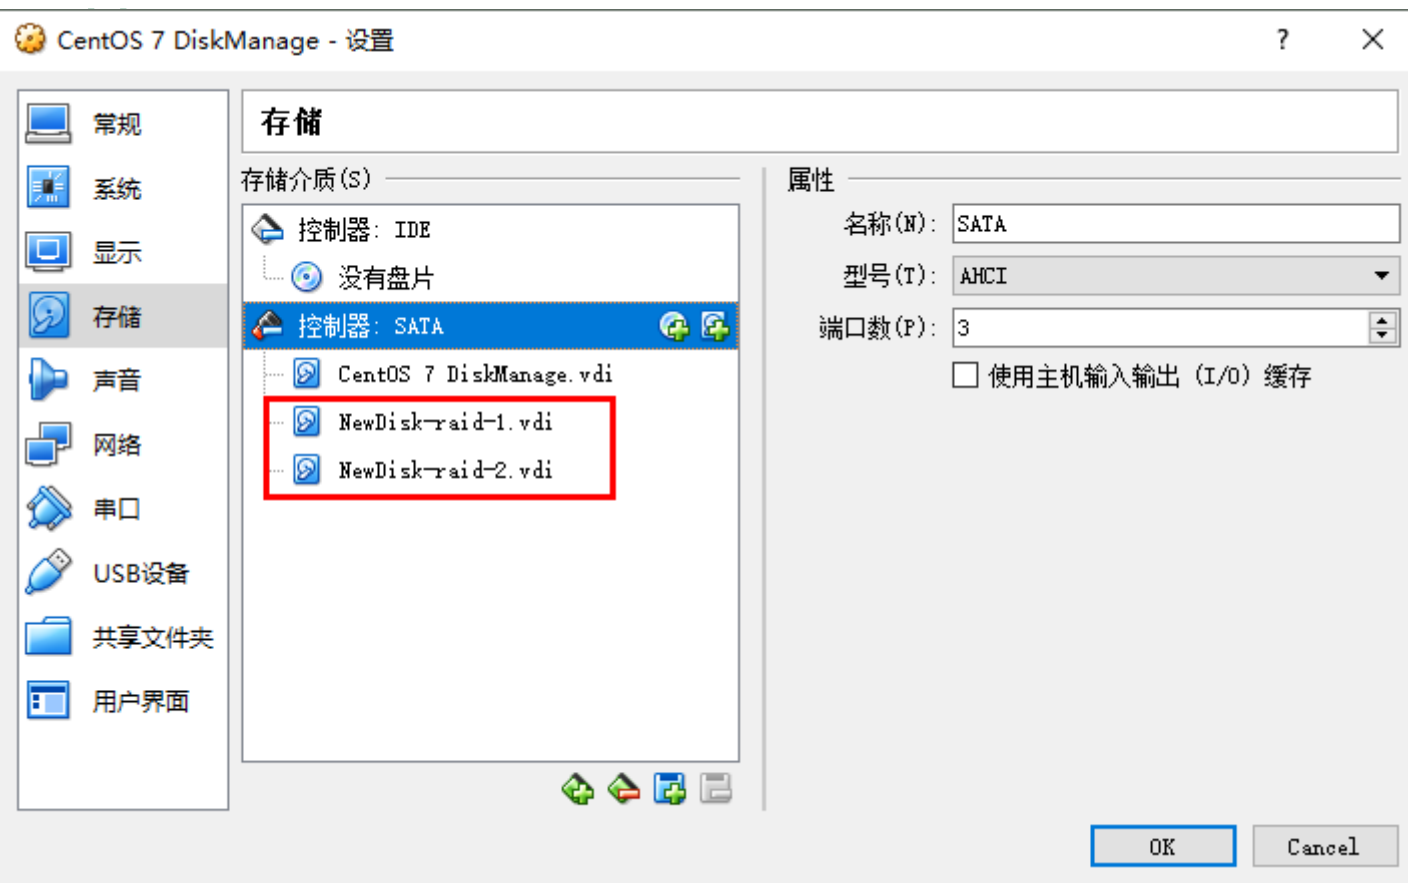 CentOS 7 DiskManage - 设置
?
常规
系统
显示
存储
声音
网络
串口
USB设备
共享文件夹
用户界面
存储
存储介质(S)
控制器: IDE
没有盘片
控制器: SATA
CentOS 7 DiskManage.vdi
NewDisk-raid-1.vdi
NewDisk-raid-2.vdi
属性
名称(N): SATA
型号(T): AHCI
端口数(P): 3
使用主机输入输出 (I/O) 缓存
OK
Cancel